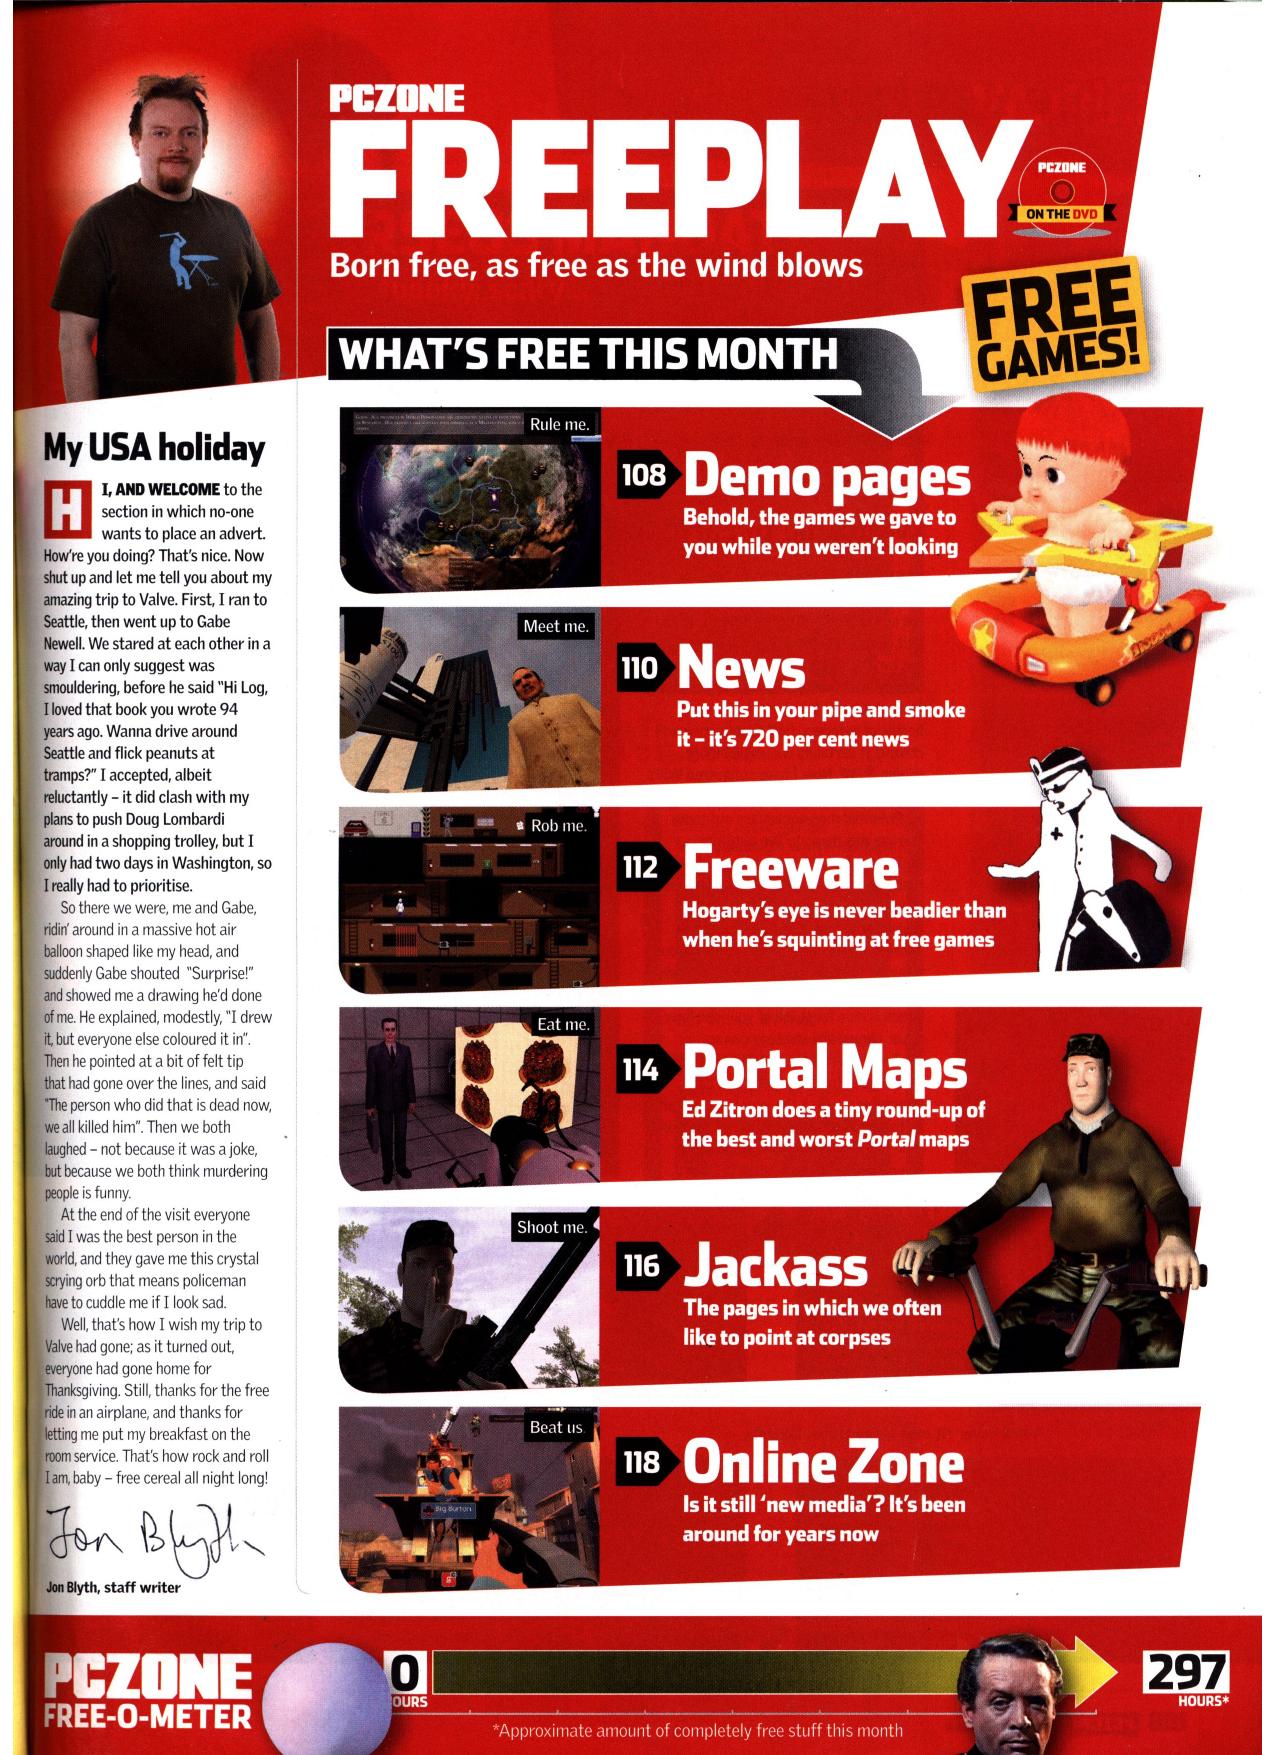 PCZONE
FREEPLAY
PCZONE
ON THE DVD
Born free, as free as the wind blows
FREE
GAMES!
WHAT'S FREE THIS MONTH
My USA holiday
HI, AND WELCOME to the
section in which no-one
wants to place an advert.
How're you doing? That's nice. Now
shut up and let me tell you about my
amazing trip to Valve. First, I ran to
Seattle, then went up to Gabe
Newell. We stared at each other in a
way I can only suggest was
smouldering, before he said "Hi Log,
I loved that book you wrote 94
years ago. Wanna drive around
Seattle and flick peanuts at
tramps?" I accepted, albeit
reluctantly – it did clash with my
plans to push Doug Lombardi
around in a shopping trolley, but I
only had two days in Washington, so
I really had to prioritise.
So there we were, me and Gabe,
ridin' around in a massive hot air
balloon shaped like my head, and
suddenly Gabe shouted "Surprise!"
and showed me a drawing he'd done
of me. He explained, modestly, "I drew
it, but everyone else coloured it in".
Then he pointed at a bit of felt tip
that had gone over the lines, and said
"The person who did that is dead now,
we all killed him". Then we both
laughed – not because it was a joke,
but because we both think murdering
people is funny.
At the end of the visit everyone
said I was the best person in the
world, and they gave me this crystal
scrying orb that means policeman
have to cuddle me if I look sad.
Well, that's how I wish my trip to
Valve had gone; as it turned out,
everyone had gone home for
Thanksgiving. Still, thanks for the free
ride in an airplane, and thanks for
letting me put my breakfast on the
room service. That's how rock and roll
I am, baby – free cereal all night long!
Jon Blyth
Jon Blyth, staff writer
Rule me.
108 Demo pages
Behold, the games we gave to
you while you weren't looking
Meet me.
110 News
Put this in your pipe and smoke
it – it's 720 per cent news
Rob me.
112 Freeware
Hogarty's eye is never beadier than
when he's squinting at free games
Eat me.
114 Portal Maps
Ed Zitron does a tiny round-up of
the best and worst Portal maps
Shoot me.
116 Jackass
The pages in which we often
like to point at corpses
Beat us.
Big Burton
118 Online Zone
Is it still 'new media'? It's been
around for years now
PCZONE
FREE-O-METER
0
OURS
297
HOURS*
*Approximate amount of completely free stuff this month